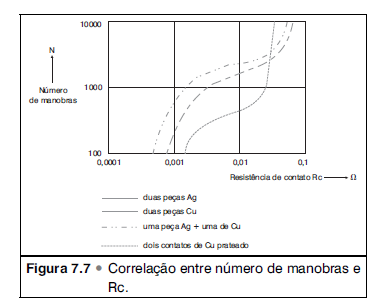 10000
N
Número
de manobras
1000
100
0,0001
0,001
0,01
0,1
Resistência de contato Rc
Ω
duas peças Ag
duas peças Cu
uma peça Ag + uma de Cu
dois contatos de Cu prateado
Figura 7.7 • Correlação entre número de manobras e
Rc.